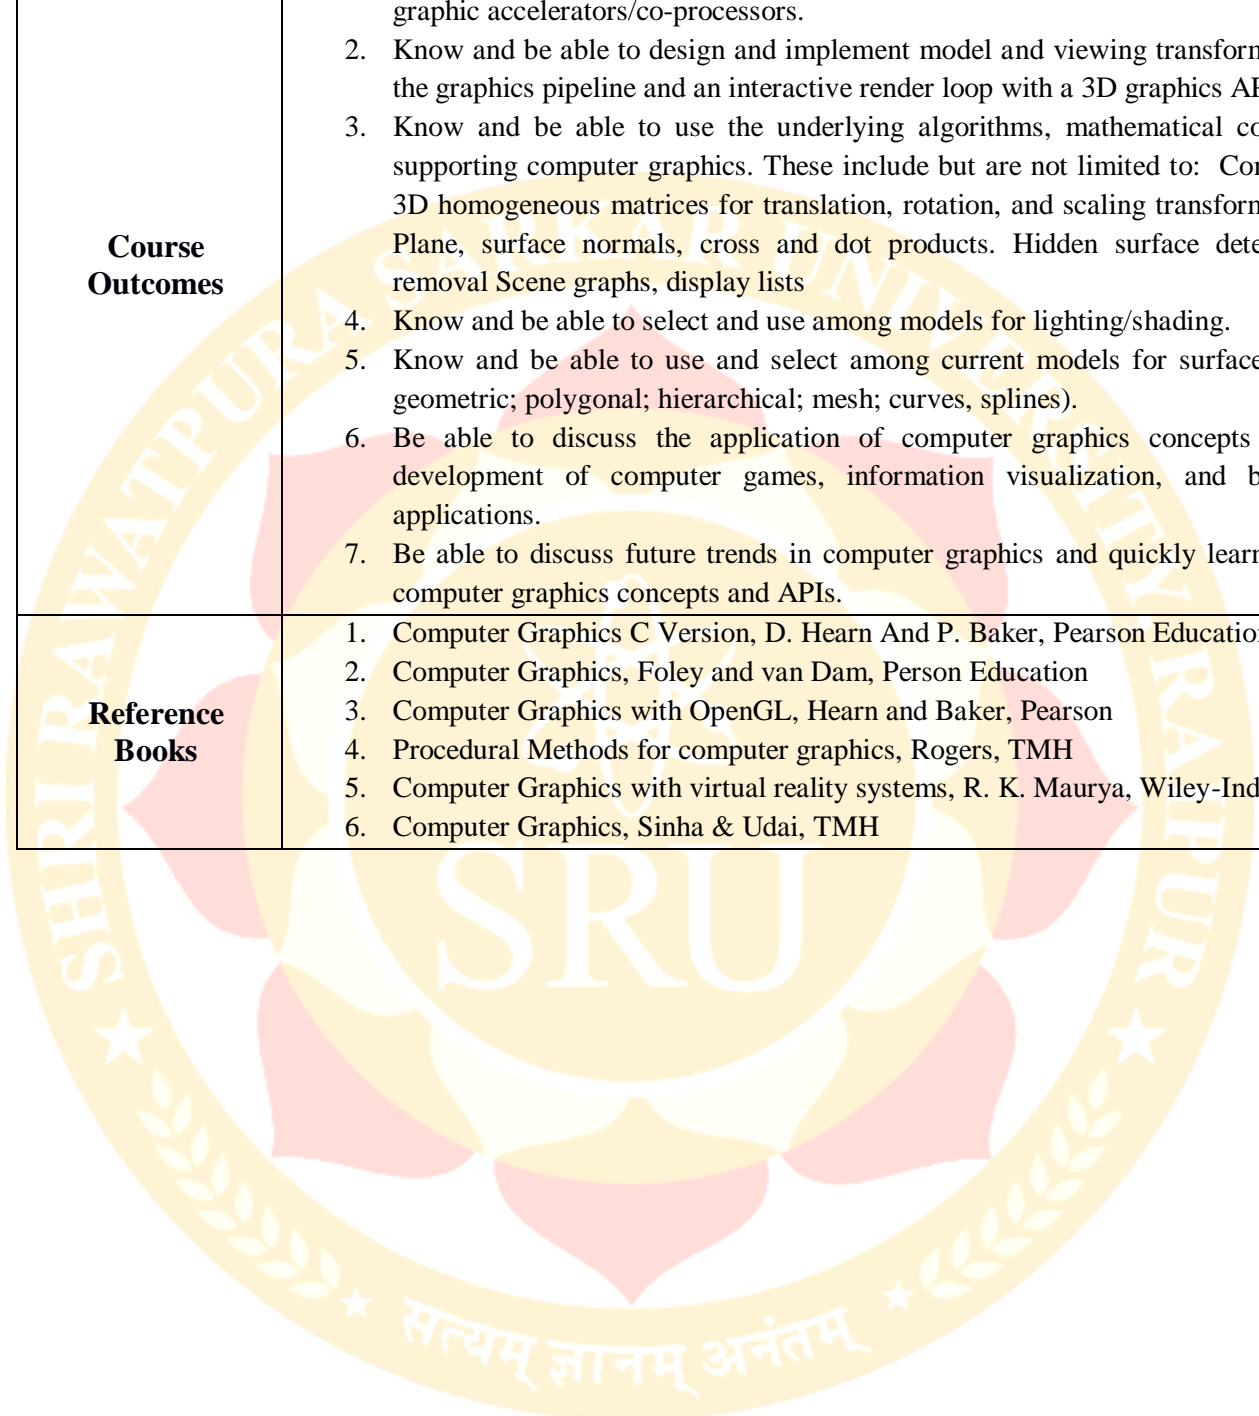 graphic accelerators/co-processors.
2. Know and be able to design and implement model and viewing
the graphics pipeline and an interactive render loop with a 3D graphics
3. Know and be able to use the underlying algorithms, mathematical
supporting computer graphics. These include but are not limited to:
3D homogeneous matrices for translation, rotation, and scaling
Plane, surface normals, cross and dot products. Hidden surface
removal Scene graphs, display lists
4. Know and be able to select and use among models for lighting/shading.
5. Know and be able to use and select among current models for
geometric; polygonal; hierarchical; mesh; curves, splines).
6. Be able to discuss the application of computer graphics concepts
development of computer games, information visualization, and
applications.
7. Be able to discuss future trends in computer graphics and quickly
computer graphics concepts and APIs.
Course
Outcomes
1. Computer Graphics C Version, D. Hearn And P. Baker, Pearson
2. Computer Graphics, Foley and van Dam, Person Education
3. Computer Graphics with OpenGL, Hearn and Baker, Pearson
4. Procedural Methods for computer graphics, Rogers, TMH
5. Computer Graphics with virtual reality systems, R. K. Maurya,
6. Computer Graphics, Sinha & Udai, TMH
Reference
Books
SHRI RAWATPURA SARKAR UNIVERSITY RAIPUR
SRU
सत्यम् ज्ञानम् अनंतम्